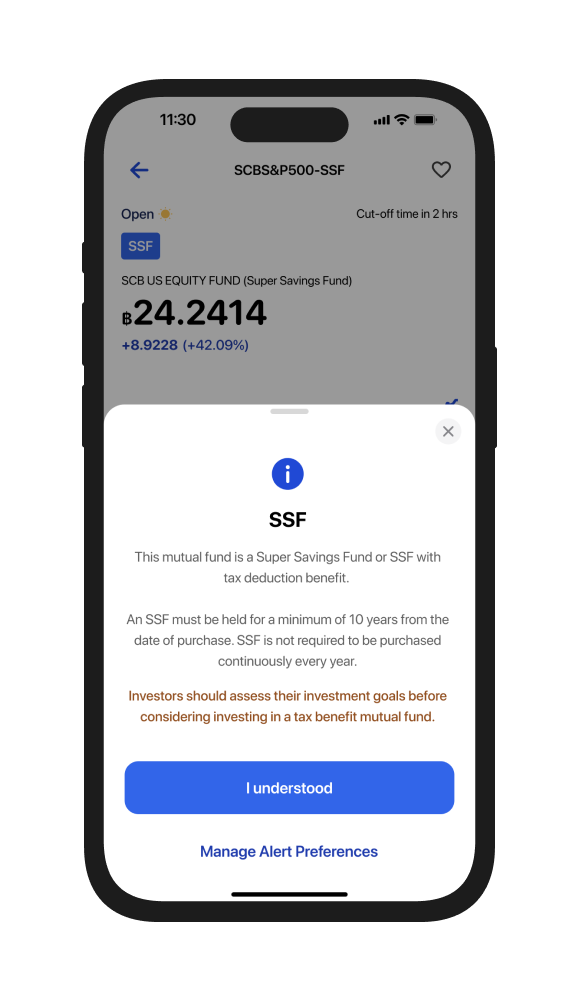 11:30
SCBS&P500-SSF
Open
Cut-off time in 2 hrs
SSF
SCB US EQUITY FUND (Super Savings Fund)
฿24.2414
+8.9228 (+42.09%)
SSF
This mutual fund is a Super Savings Fund or SSF with
tax deduction benefit.
An SSF must be held for a minimum of 10 years from the
date of purchase. SSF is not required to be purchased
continuously every year.
Investors should assess their investment goals before
considering investing in a tax benefit mutual fund.
I understood
Manage Alert Preferences